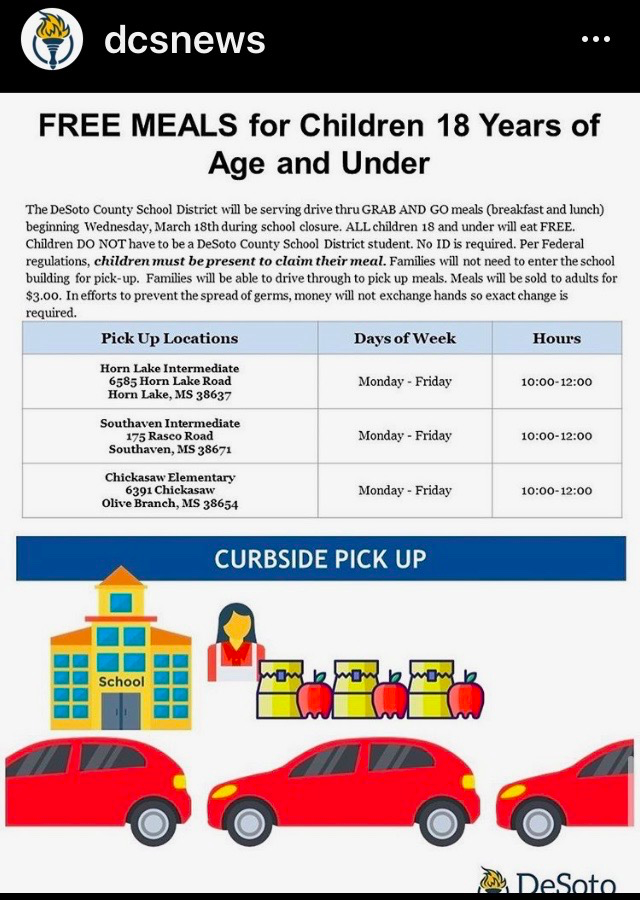 dcsnews
FREE MEALS for Children 18 Years of
Age and Under
The DeSoto County School District will be serving drive thru GRAB AND GO meals (breakfast and lunch)
beginning Wednesday, March 18th during school closure. ALL children 18 and under will eat FREE.
Children DO NOT have to be a DeSoto County School District student. No ID is required. Per Federal
regulations, children must be present to claim their meal. Families will not need to enter the school
building for pick-up. Families will be able to drive through to pick up meals. Meals will be sold to adults for
$3.00. In efforts to prevent the spread of germs, money will not exchange hands so exact change is
required.
Pick Up Locations Days of Week Hours
Horn Lake Intermediate
6585 Horn Lake Road
Horn Lake, MS 38637
Monday - Friday 10:00-12:00
Southaven Intermediate
175 Rasco Road
Southaven, MS 38671
Monday - Friday 10:00-12:00
Chickasaw Elementary
6391 Chickasaw
Olive Branch, MS 38654
Monday - Friday 10:00-12:00
CURBSIDE PICK UP
School
DeSoto